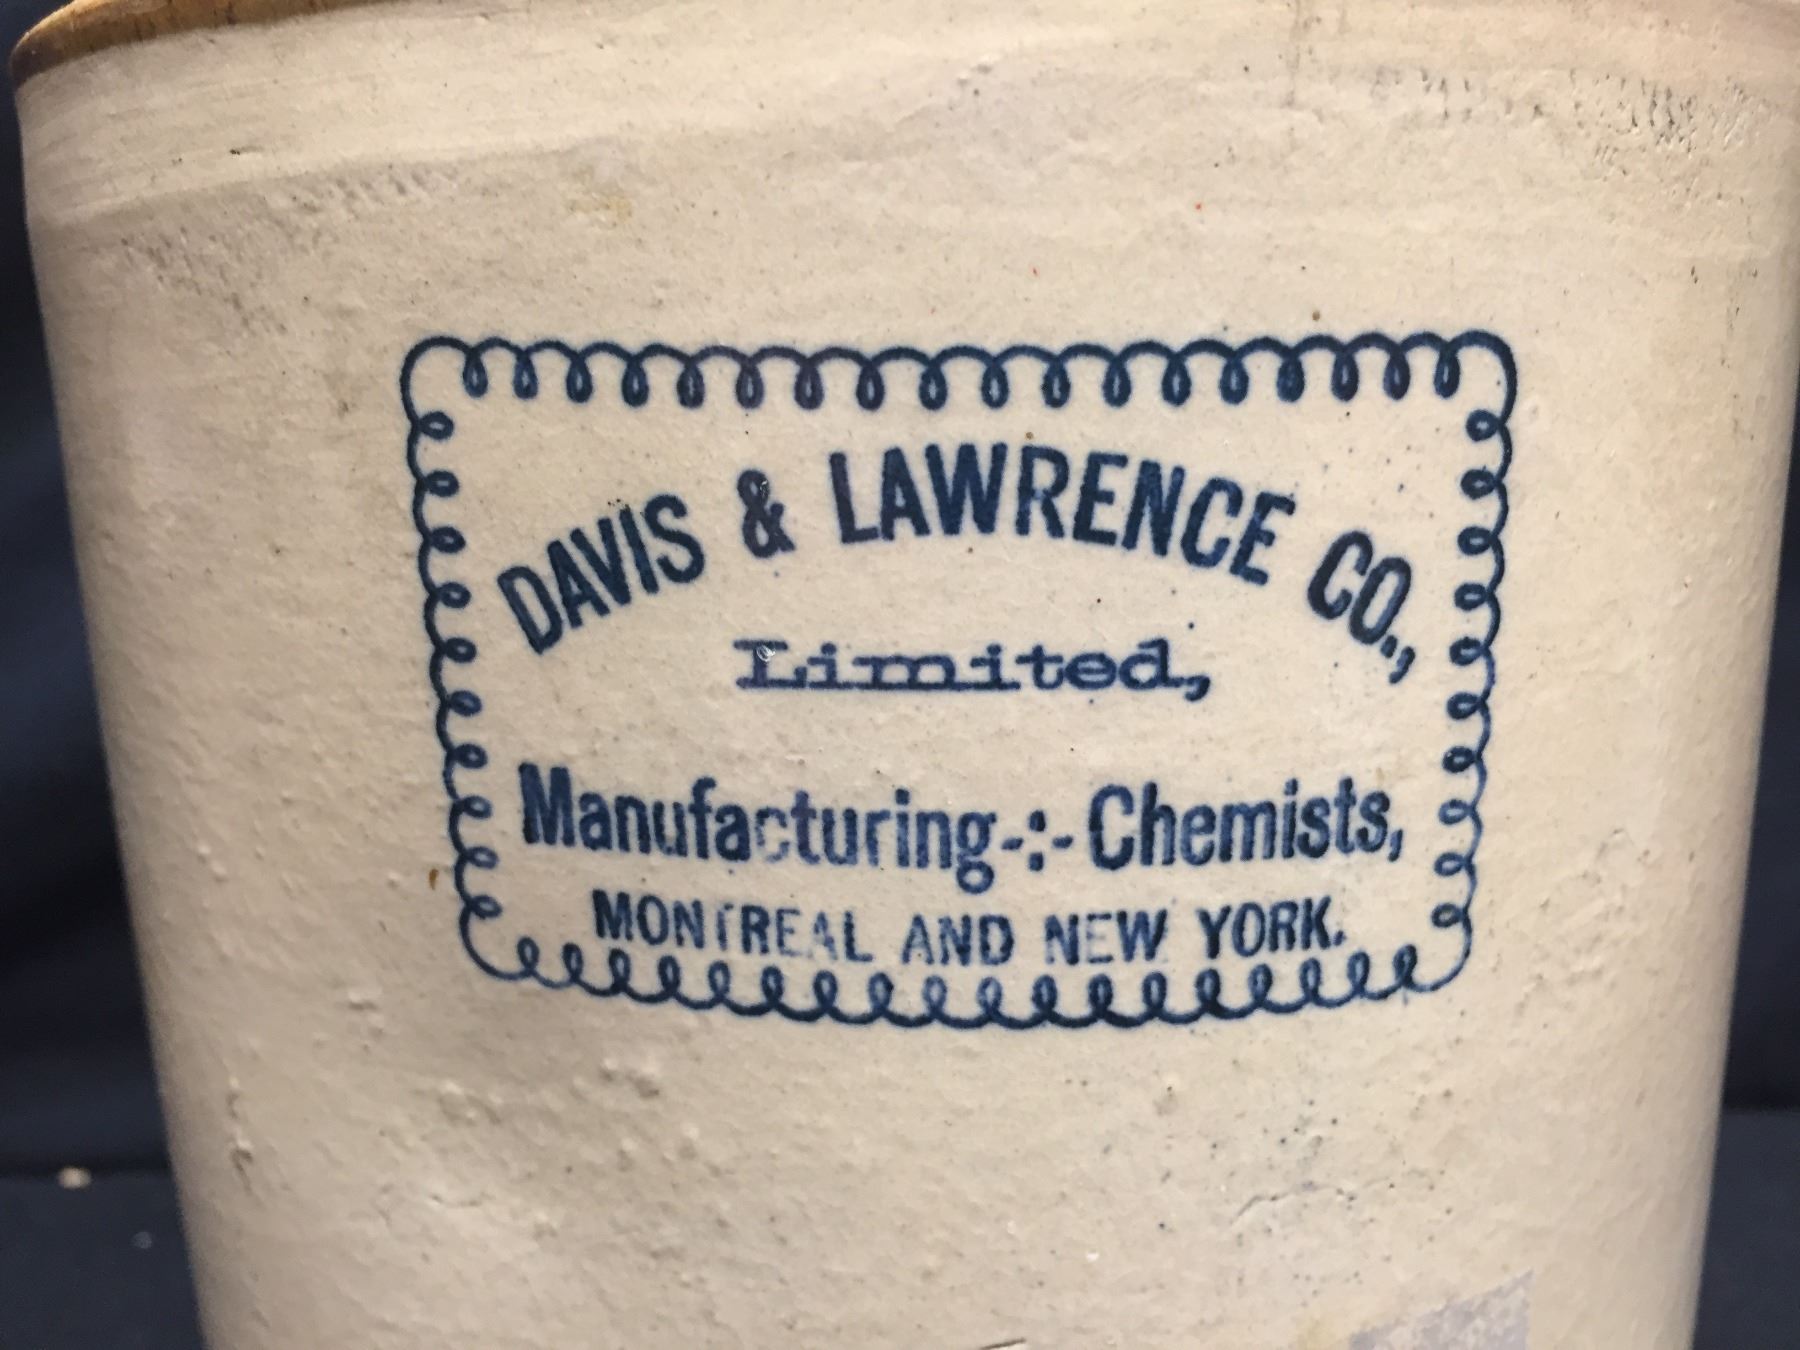 DAVIS & LAWRENCE CO.,
Limited,
Manufacturing-:-Chemists,
MONTREAL AND NEW YORK.